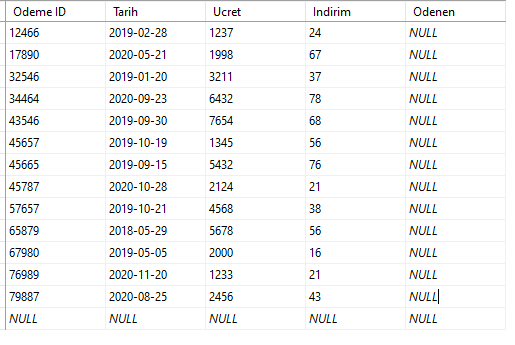 Odeme ID Tarih Ucret Indirim Odenen
12466 2019-02-28 1237 24 NULL
17890 2020-05-21 1998 67 NULL
32546 2019-01-20 3211 37 NULL
34464 2020-09-23 6432 78 NULL
43546 2019-09-30 7654 68 NULL
45657 2019-10-19 1345 56 NULL
45665 2019-09-15 5432 76 NULL
45787 2020-10-28 2124 21 NULL
57657 2019-10-21 4568 38 NULL
65879 2018-05-29 5678 56 NULL
67980 2019-05-05 2000 16 NULL
76989 2020-11-20 1233 21 NULL
79887 2020-08-25 2456 43 NULL
NULL NULL NULL NULL NULL